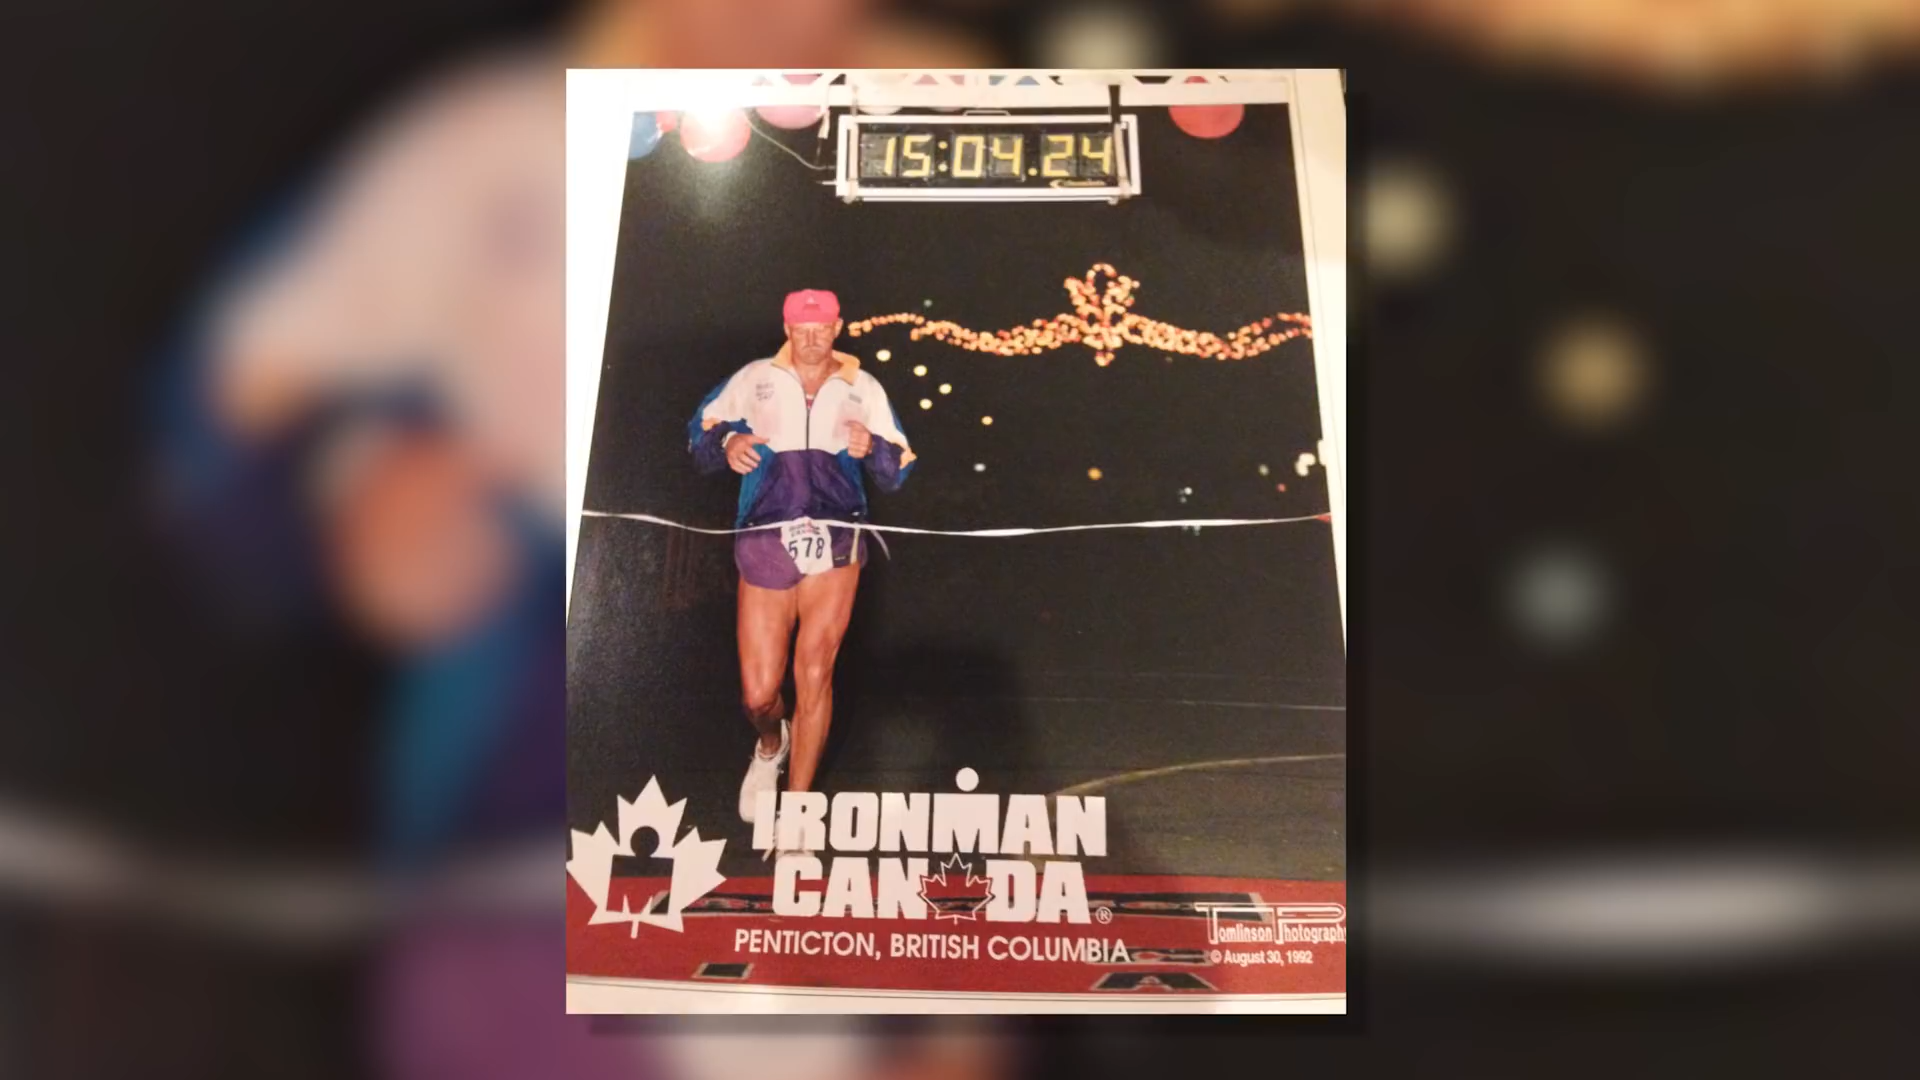 15:04.24
578
IRONMAN
CANADA®
PENTICTON, BRITISH COLUMBIA
Tomlinson Photography
© August 30, 1992